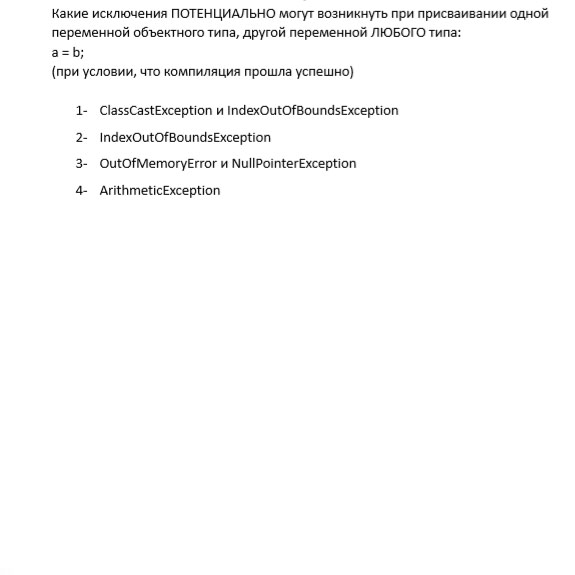 Какие исключения ПОТЕНЦИАЛЬНО могут возникнуть при присваивании одной
переменной объектного типа, другой переменной ЛЮБОГО типа:
a = b;
(при условии, что компиляция прошла успешно)
1- ClassCastException и IndexOutOfBoundsException
2- IndexOutOfBoundsException
3- OutOfMemoryError и NullPointerException
4- ArithmeticException